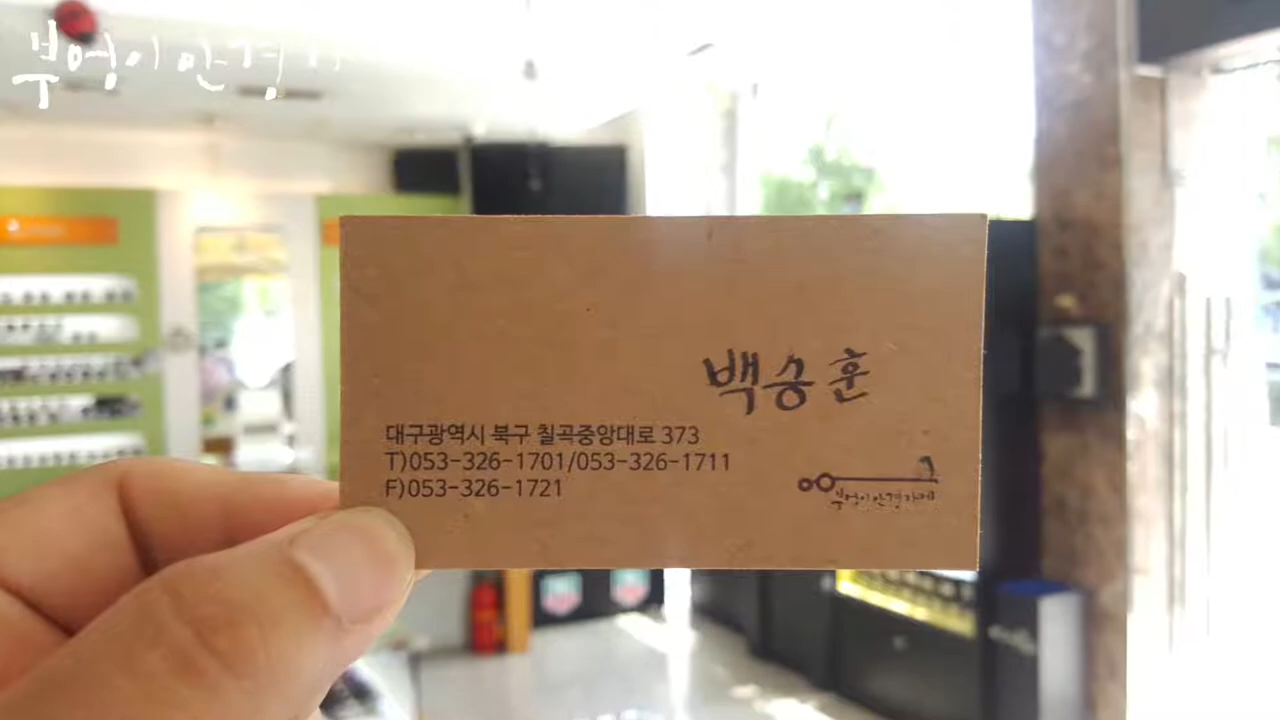 부엉이안경
백승훈
대구광역시 북구 칠곡중앙대로 373
T)053-326-1701/053-326-1711
F)053-326-1721
부엉이안경가게